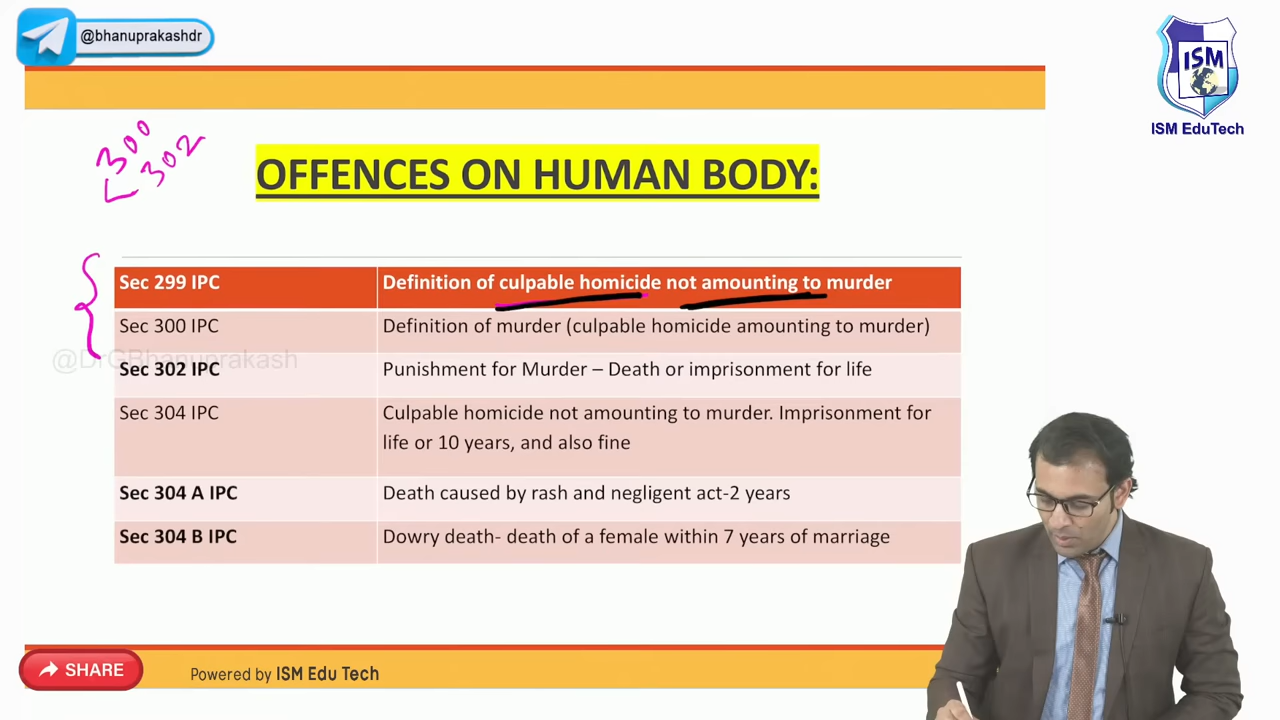 @bhanuprakashdr
ISM
ISM EduTech
300
302
OFFENCES ON HUMAN BODY:
Sec 299 IPC Definition of culpable homicide not amounting to murder
Sec 300 IPC Definition of murder (culpable homicide amounting to murder)
@DrGBhanuprakash
Sec 302 IPC Punishment for Murder – Death or imprisonment for life
Sec 304 IPC Culpable homicide not amounting to murder. Imprisonment for
life or 10 years, and also fine
Sec 304 A IPC Death caused by rash and negligent act-2 years
Sec 304 B IPC Dowry death- death of a female within 7 years of marriage
SHARE
Powered by ISM Edu Tech